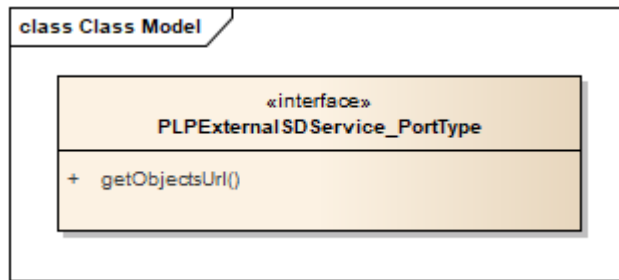 class Class Model
«interface»
PLPExternalSDService_PortType
+ getObjectsUrl()